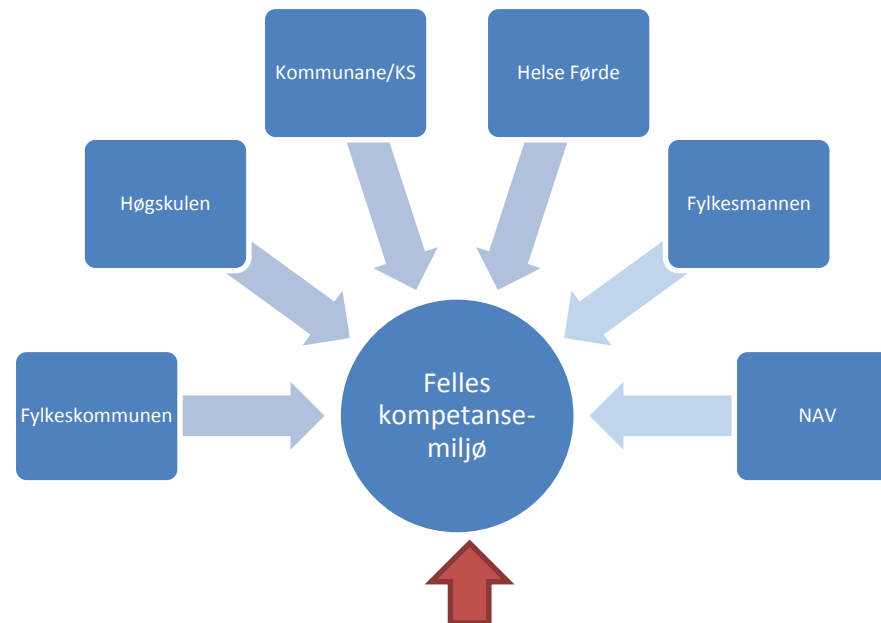 Kommunane/KS
Helse Førde
Høgskulen
Fylkesmannen
Felles
kompetanse-
miljø
Fylkeskommunen
NAV